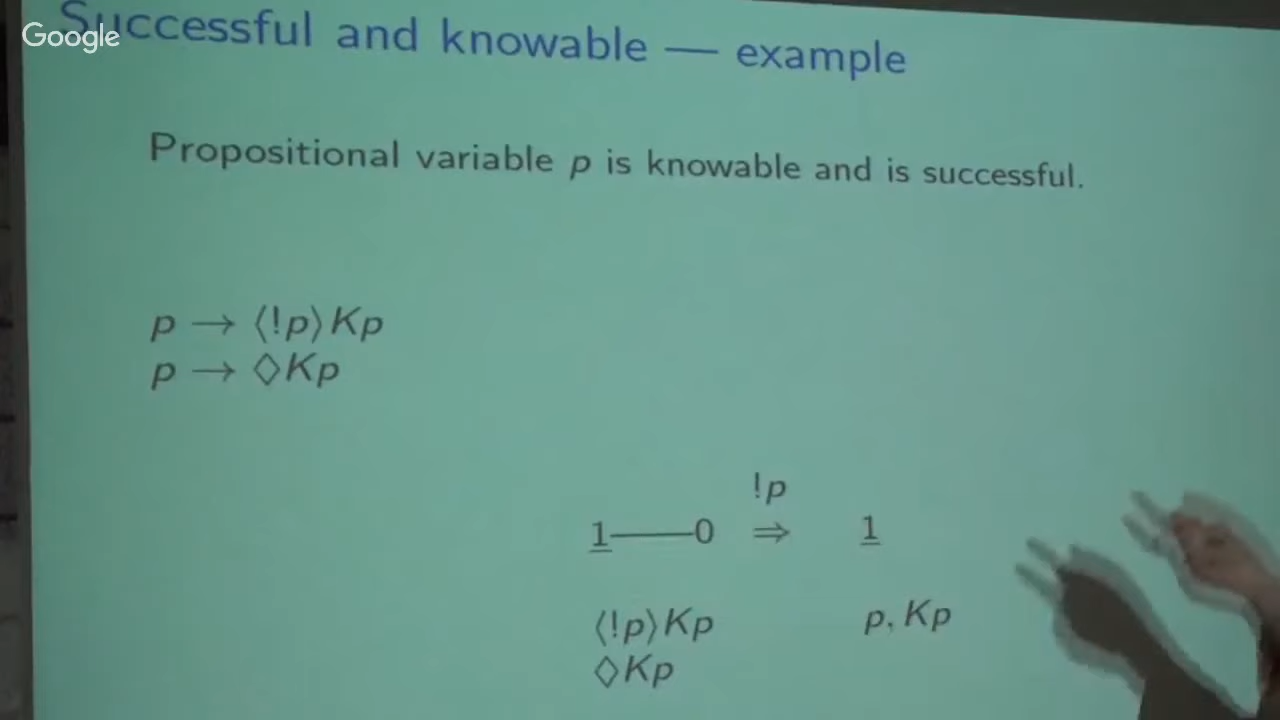 Successful and knowable — example
Google
Propositional variable p is knowable and is successful.
p → ⟨!p⟩Kp
p → ◊Kp
!p
1——0 ⇒ 1
⟨!p⟩Kp p, Kp
◊Kp